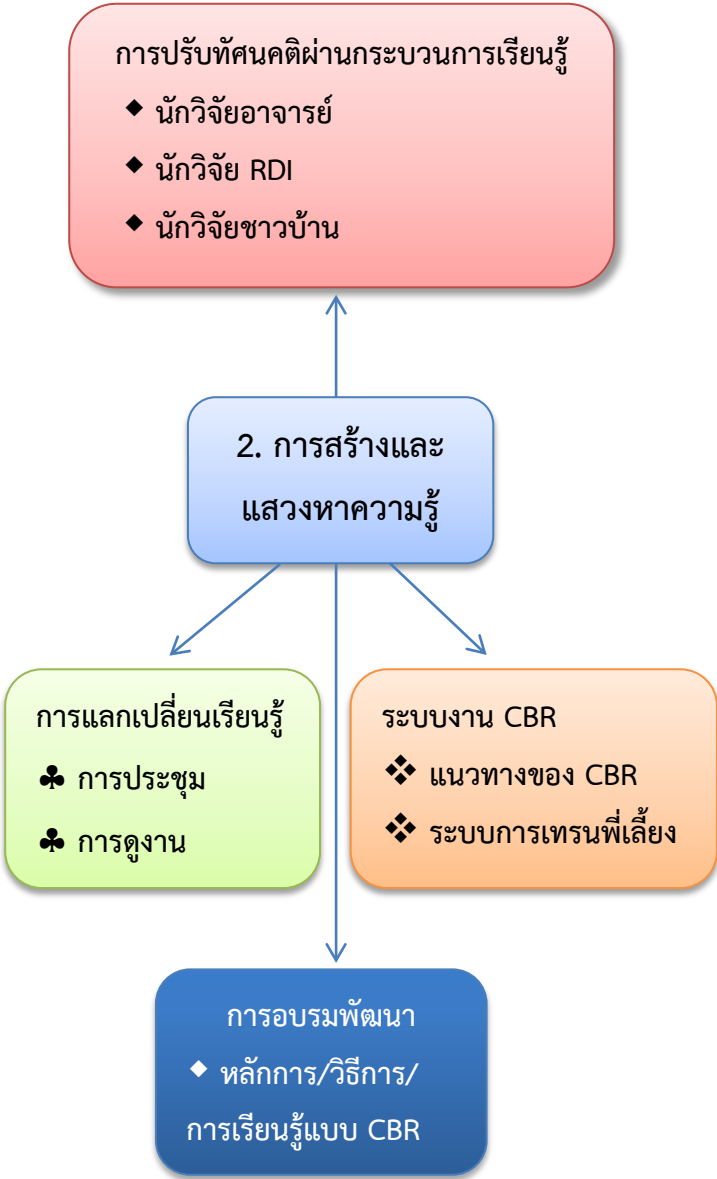 การปรับทัศนคติผ่านกระบวนการเรียนรู้
◆ นักวิจัยอาจารย์
◆ นักวิจัย RDI
◆ นักวิจัยชาวบ้าน
2. การสร้างและ
แสวงหาความรู้
การแลกเปลี่ยนเรียนรู้
♣ การประชุม
♣ การดูงาน
ระบบงาน CBR
❖ แนวทางของ CBR
❖ ระบบการเทรนพี่เลี้ยง
การอบรมพัฒนา
◆ หลักการ/วิธีการ/
การเรียนรู้แบบ CBR